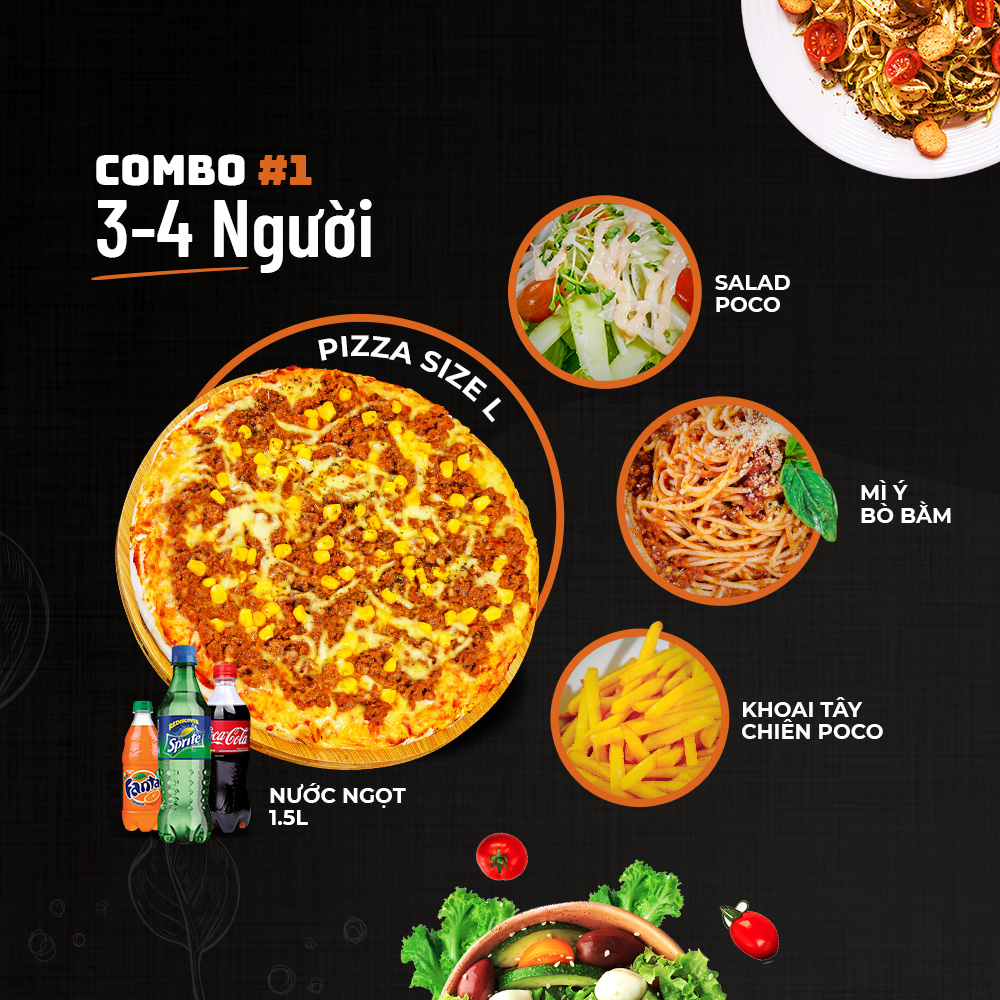 COMBO #1
3-4 Người
PIZZA SIZE L
SALAD
POCO
MÌ Ý
BÒ BẰM
KHOAI TÂY
CHIÊN POCO
NƯỚC NGỌT
1.5L
Fanta
REDISCOVER
Sprite
Coca-Cola